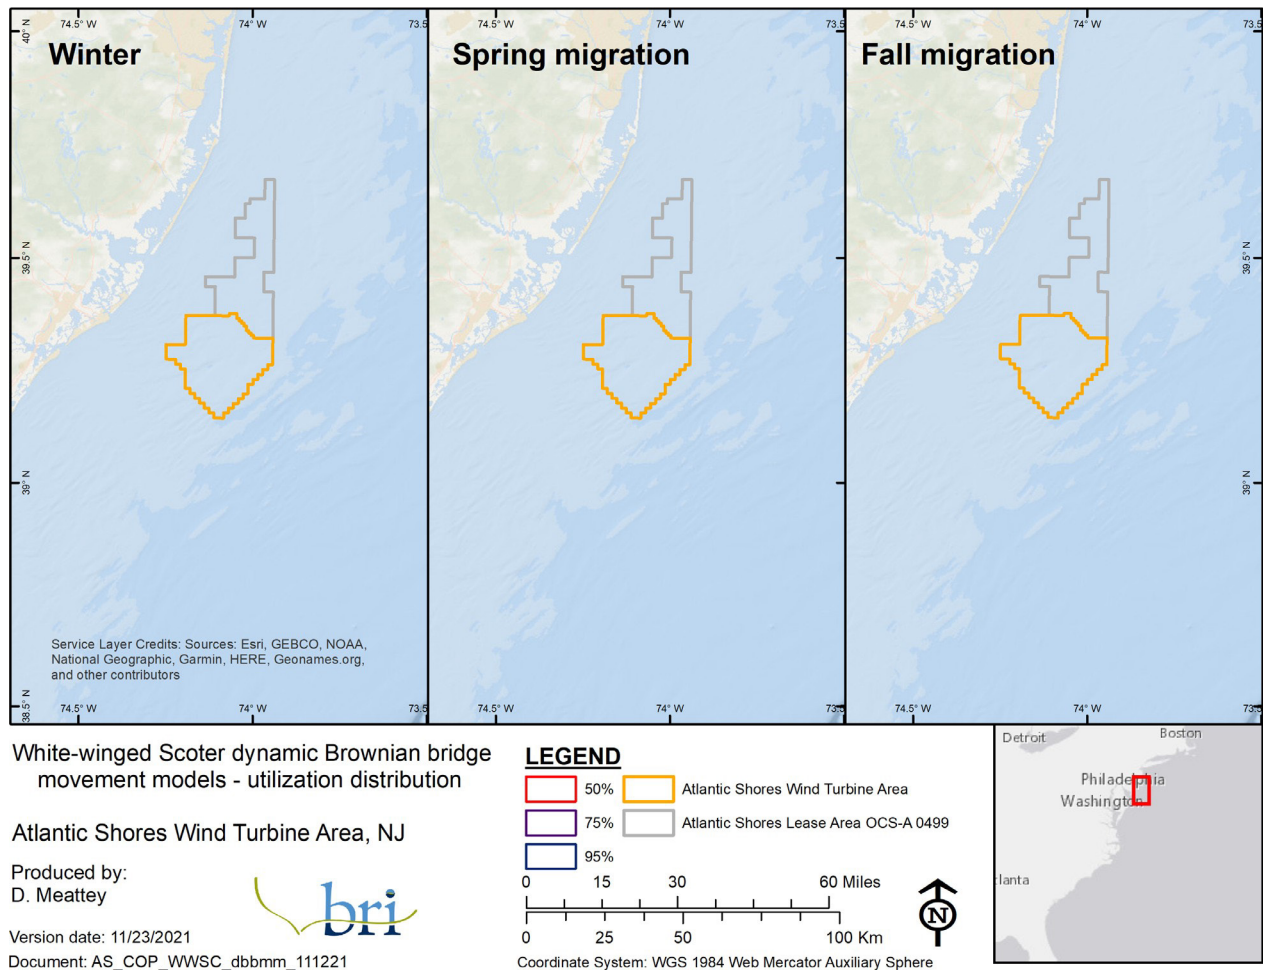 74.5° W 74° W 73.5
74.5° W 74° W
74.5° W 74° W 73.5
40° N
Winter
Spring migration
Fall migration
39.5° N
39.5° N
39° N
39° N
Service Layer Credits: Sources: Esri, GEBCO, NOAA,
National Geographic, Garmin, HERE, Geonames.org,
and other contributors
38.5° N
74.5° W 74° W 73.5
74.5° W 74° W
74.5° W 74° W 73.5
White-winged Scoter dynamic Brownian bridge
movement models - utilization distribution
Atlantic Shores Wind Turbine Area, NJ
Produced by:
D. Meattey
bri
Version date: 11/23/2021
Document: AS_COP_WWSC_dbbmm_111221
LEGEND
50% Atlantic Shores Wind Turbine Area
75% Atlantic Shores Lease Area OCS-A 0499
95%
0 15 30 60 Miles
0 25 50 100 Km
N
Coordinate System: WGS 1984 Web Mercator Auxiliary Sphere
Detroit
Boston
Philadelphia
Washington
lanta